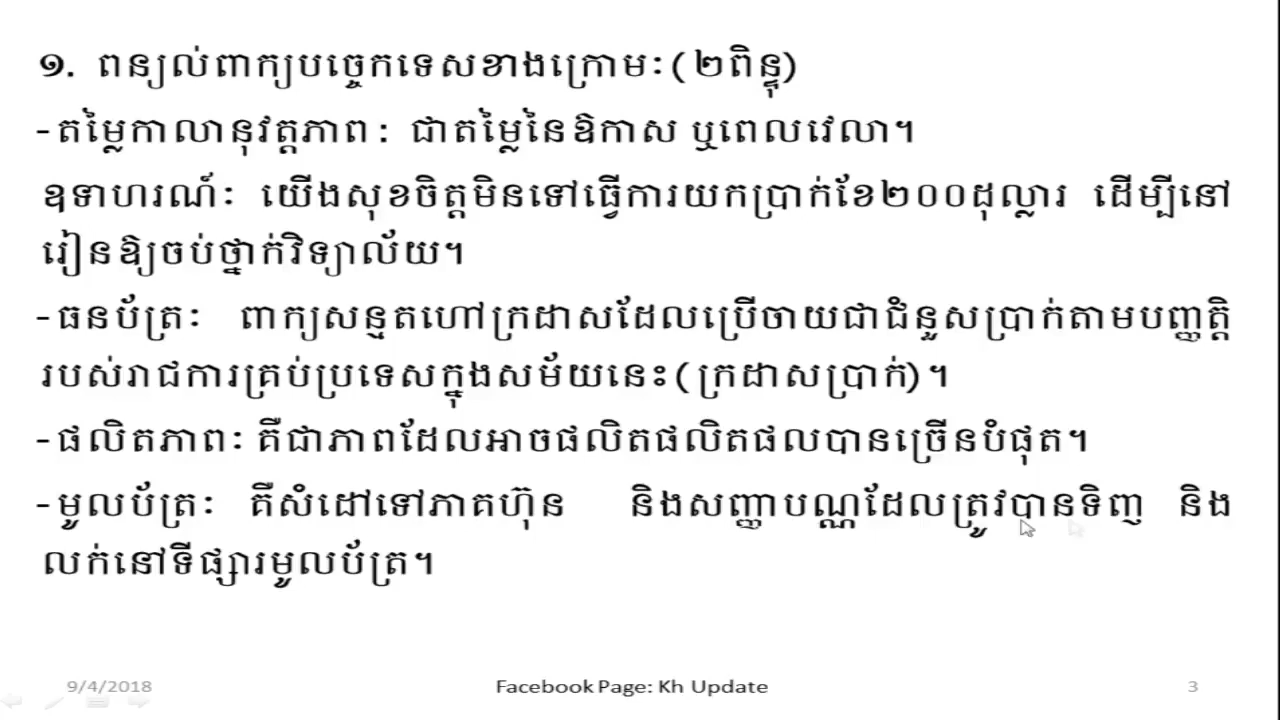 ១. ពន្យល់ពាក្យបច្ចេកទេសខាងក្រោមៈ(២ពិន្ទុ)
-តម្លៃកាលានុវត្តភាព: ជាតម្លៃនៃឱកាស ឬពេលវេលា។
ឧទាហរណ៍ៈ យើងសុខចិត្តមិនទៅធ្វើការយកប្រាក់ខែ២០០ដុល្លារ ដើម្បីនៅ
រៀនឱ្យចប់ថ្នាក់វិទ្យាល័យ។
-ធនប័ត្រៈ ពាក្យសន្មតហៅក្រដាសដែលប្រើចាយជាជំនួសប្រាក់តាមបញ្ញត្តិ
របស់រាជការគ្រប់ប្រទេសក្នុងសម័យនេះ(ក្រដាសប្រាក់)។
-ផលិតភាពៈ គឺជាភាពដែលអាចផលិតផលិតផលបានច្រើនបំផុត។
-មូលប័ត្រៈ គឺសំដៅទៅភាគហ៊ុន និងសញ្ញាបណ្ណដែលត្រូវបានទិញ និង
លក់នៅទីផ្សារមូលប័ត្រ។
9/4/2018 Facebook Page: Kh Update 3